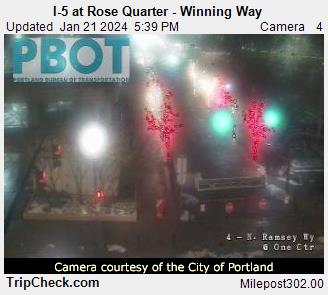 I-5 at Rose Quarter - Winning Way
Updated Jan 21 2024 5:39 PM Camera 4
PBOT
PORTLAND BUREAU OF TRANSPORTATION
4 - N. Ramsey Wy
@ One Ctr
Camera courtesy of the City of Portland
TripCheck.com Milepost302.00